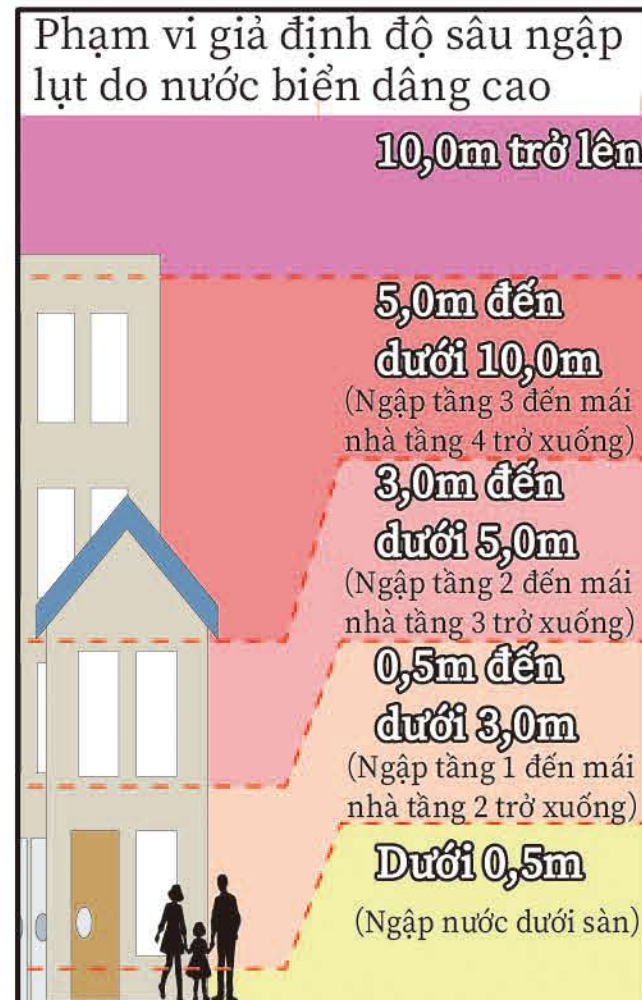 Phạm vi giả định độ sâu ngập
lụt do nước biển dâng cao
10,0m trở lên
5,0m đến
dưới 10,0m
(Ngập tầng 3 đến mái
nhà tầng 4 trở xuống)
3,0m đến
dưới 5,0m
(Ngập tầng 2 đến mái
nhà tầng 3 trở xuống)
0,5m đến
dưới 3,0m
(Ngập tầng 1 đến mái
nhà tầng 2 trở xuống)
Dưới 0,5m
(Ngập nước dưới sàn)